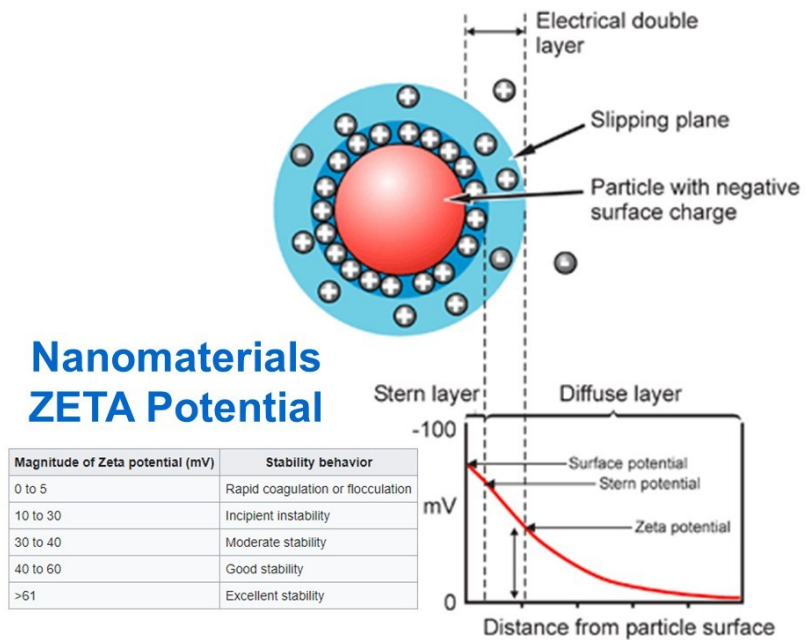 Electrical double
layer
Slipping plane
Particle with negative
surface charge
Nanomaterials
ZETA Potential
Magnitude of Zeta potential (mV) Stability behavior
0 to 5 Rapid coagulation or flocculation
10 to 30 Incipient instability
30 to 40 Moderate stability
40 to 60 Good stability
>61 Excellent stability
Stern layer Diffuse layer
-100
Surface potential
Stern potential
mV
Zeta potential
0
Distance from particle surface